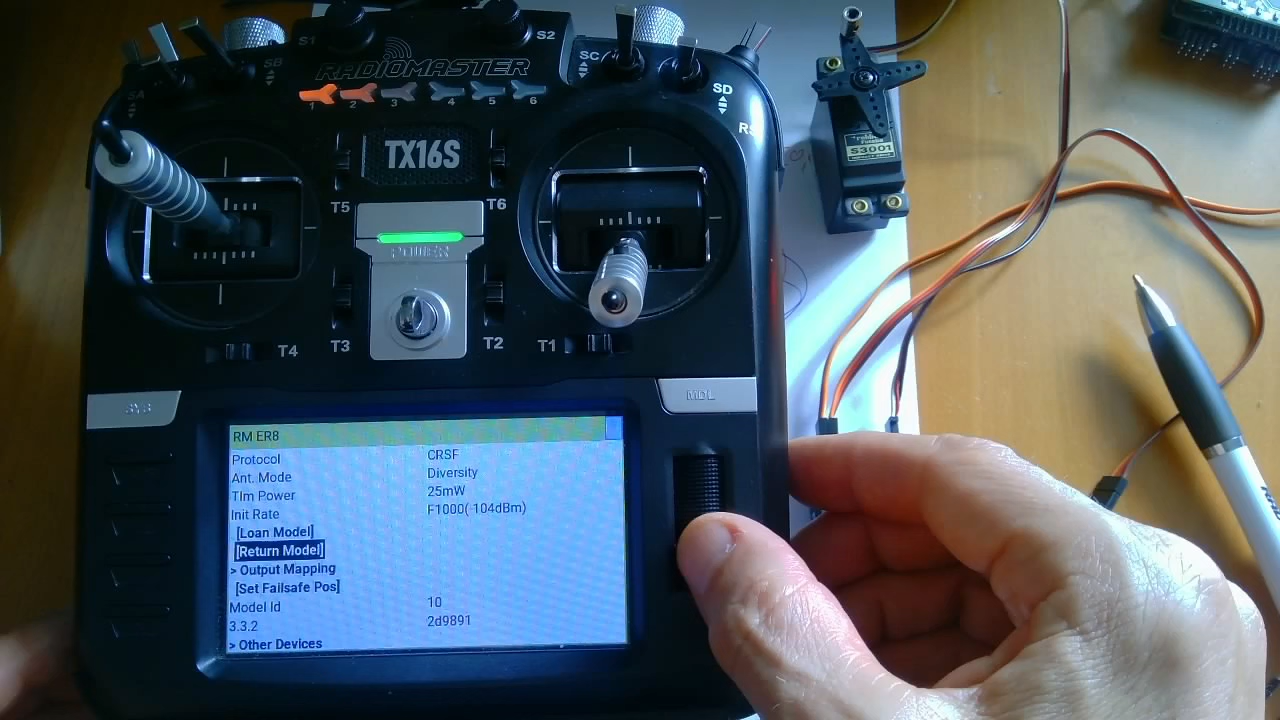 S1
S2
SC
SB
RADIOMASTER
SA
SD
1 2 3 4 5 6
TX16S
T5
T6
POWER
T4
T3
T2
T1
SYS
MDL
S3001
RM ER8
Protocol CRSF
Ant. Mode Diversity
Tlm Power 25mW
Init Rate F1000(-104dBm)
[Loan Model]
[Return Model]
> Output Mapping
[Set Failsafe Pos]
Model Id 10
3.3.2 2d9891
> Other Devices